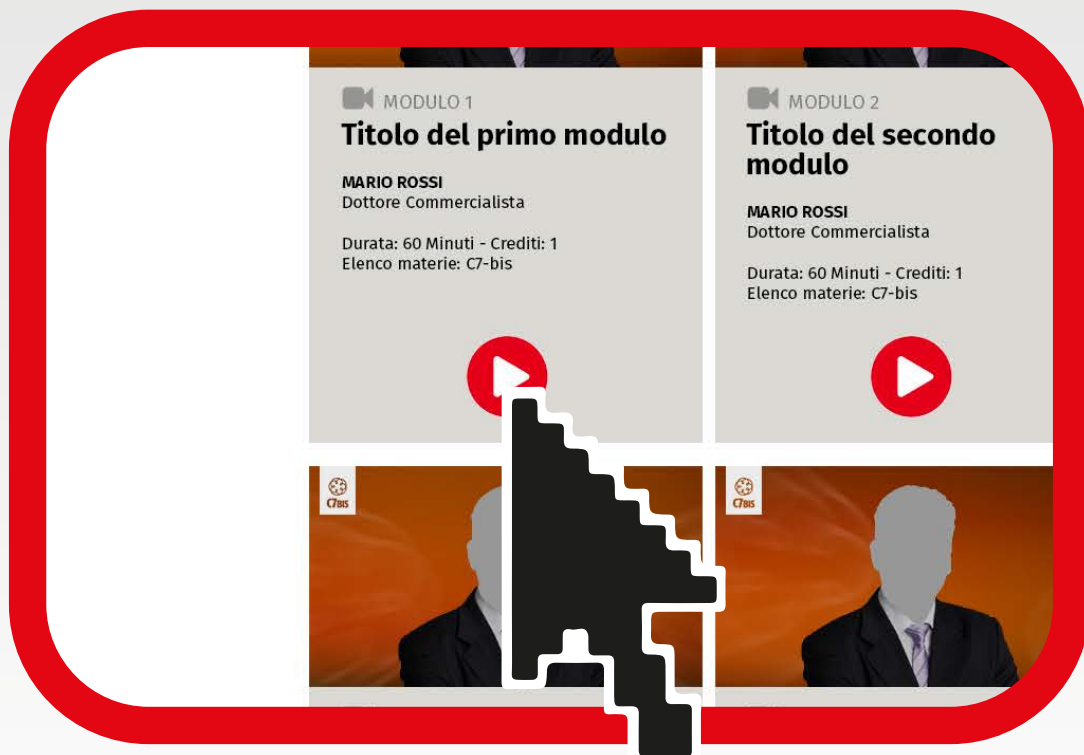 MODULO 1
Titolo del primo modulo
MARIO ROSSI
Dottore Commercialista
Durata: 60 Minuti - Crediti: 1
Elenco materie: C7-bis
MODULO 2
Titolo del secondo
modulo
MARIO ROSSI
Dottore Commercialista
Durata: 60 Minuti - Crediti: 1
Elenco materie: C7-bis
C7BIS
C7BIS